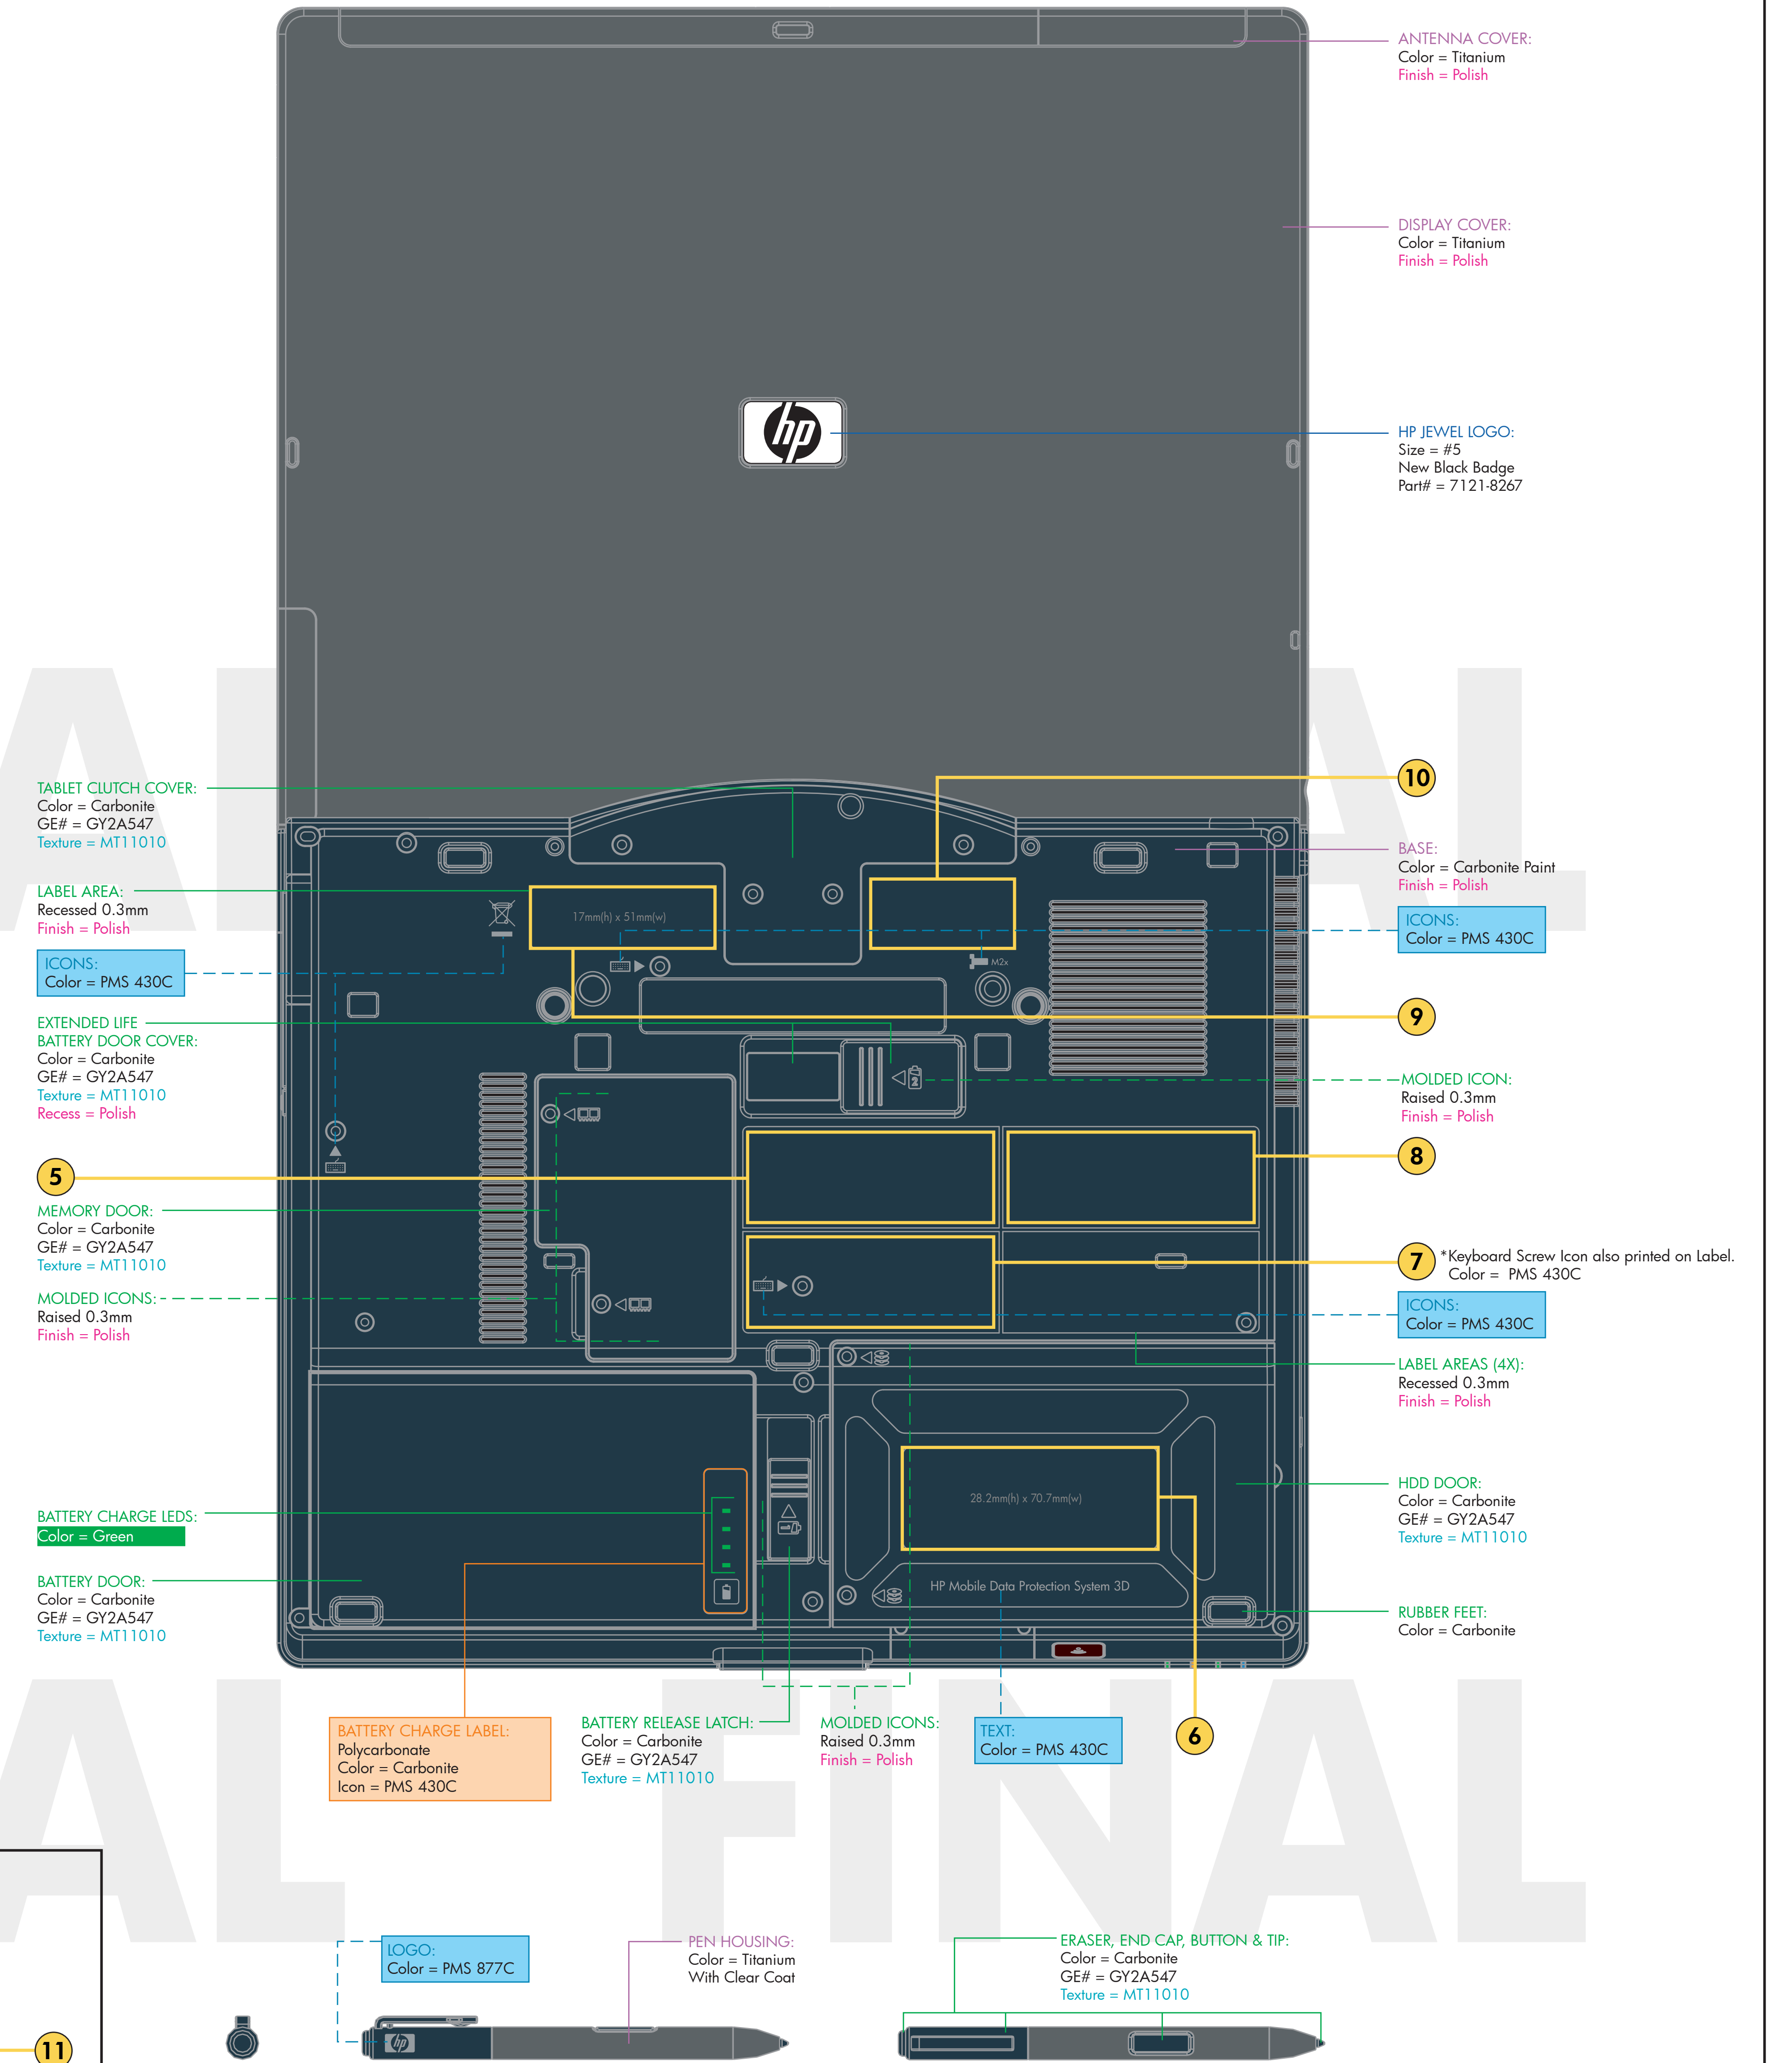 ANTENNA COVER:
Color = Titanium
Finish = Polish
DISPLAY COVER:
Color = Titanium
Finish = Polish
hp
HP JEWEL LOGO:
Size = #5
New Black Badge
Part# = 7121-8267
FINAL
FINAL
TABLET CLUTCH COVER:
Color = Carbonite
GE# = GY2A547
Texture = MT11010
LABEL AREA:
Recessed 0.3mm
Finish = Polish
ICONS:
Color = PMS 430C
EXTENDED LIFE
BATTERY DOOR COVER:
Color = Carbonite
GE# = GY2A547
Texture = MT11010
Recess = Polish
5
MEMORY DOOR:
Color = Carbonite
GE# = GY2A547
Texture = MT11010
MOLDED ICONS:
Raised 0.3mm
Finish = Polish
BATTERY CHARGE LEDS:
Color = Green
BATTERY DOOR:
Color = Carbonite
GE# = GY2A547
Texture = MT11010
17mm(h) x 51mm(w)
M2x
2
28.2mm(h) x 70.7mm(w)
HP Mobile Data Protection System 3D
10
BASE:
Color = Carbonite Paint
Finish = Polish
ICONS:
Color = PMS 430C
9
MOLDED ICON:
Raised 0.3mm
Finish = Polish
8
7
*Keyboard Screw Icon also printed on Label.
Color = PMS 430C
ICONS:
Color = PMS 430C
LABEL AREAS (4X):
Recessed 0.3mm
Finish = Polish
HDD DOOR:
Color = Carbonite
GE# = GY2A547
Texture = MT11010
RUBBER FEET:
Color = Carbonite
BATTERY CHARGE LABEL:
Polycarbonate
Color = Carbonite
Icon = PMS 430C
BATTERY RELEASE LATCH:
Color = Carbonite
GE# = GY2A547
Texture = MT11010
MOLDED ICONS:
Raised 0.3mm
Finish = Polish
TEXT:
Color = PMS 430C
6
AL
FINAL
LOGO:
Color = PMS 877C
PEN HOUSING:
Color = Titanium
With Clear Coat
ERASER, END CAP, BUTTON & TIP:
Color = Carbonite
GE# = GY2A547
Texture = MT11010
11
hp